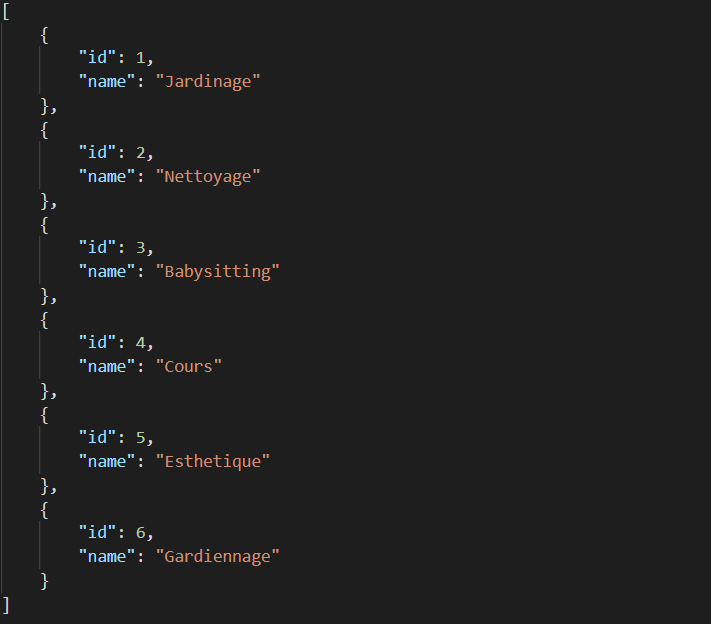 [
    {
        "id": 1,
        "name": "Jardinage"
    },
    {
        "id": 2,
        "name": "Nettoyage"
    },
    {
        "id": 3,
        "name": "Babysitting"
    },
    {
        "id": 4,
        "name": "Cours"
    },
    {
        "id": 5,
        "name": "Esthetique"
    },
    {
        "id": 6,
        "name": "Gardiennage"
    }
]